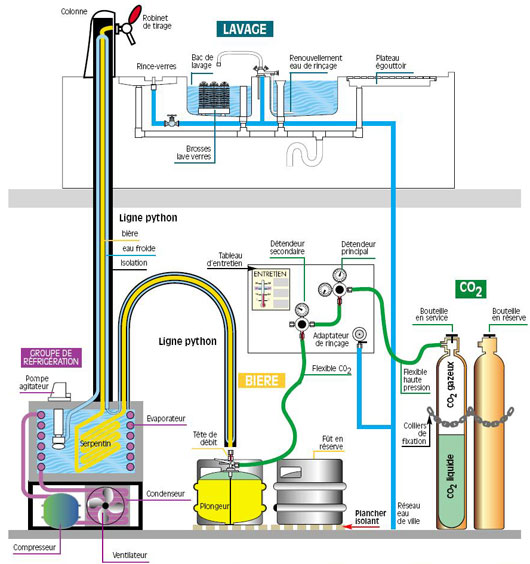 Colonne
Robinet
de tirage
LAVAGE
Rince-verres
Bac de
lavage
Renouvellement
eau de rinçage
Plateau
égouttoir
Brosses
lave verres
Ligne python
bière
eau froide
Isolation
Ligne python
Tableau
d'entretien
ENTRETIEN
Détendeur
secondaire
Détendeur
principal
Adaptateur
de rinçage
Flexible CO2
CO2
Bouteille
en service
Bouteille
en réserve
Flexible
haute
pression
CO2 gazeux
Colliers
de fixation
CO2 liquide
GROUPE DE
RÉFRIGÉRATION
Pompe
agitateur
BIERE
Evaporateur
Serpentin
Tête de
débit
Fût en
réserve
Plongeur
Condenseur
Compresseur
Ventilateur
Plancher
isolant
Réseau
eau de
ville